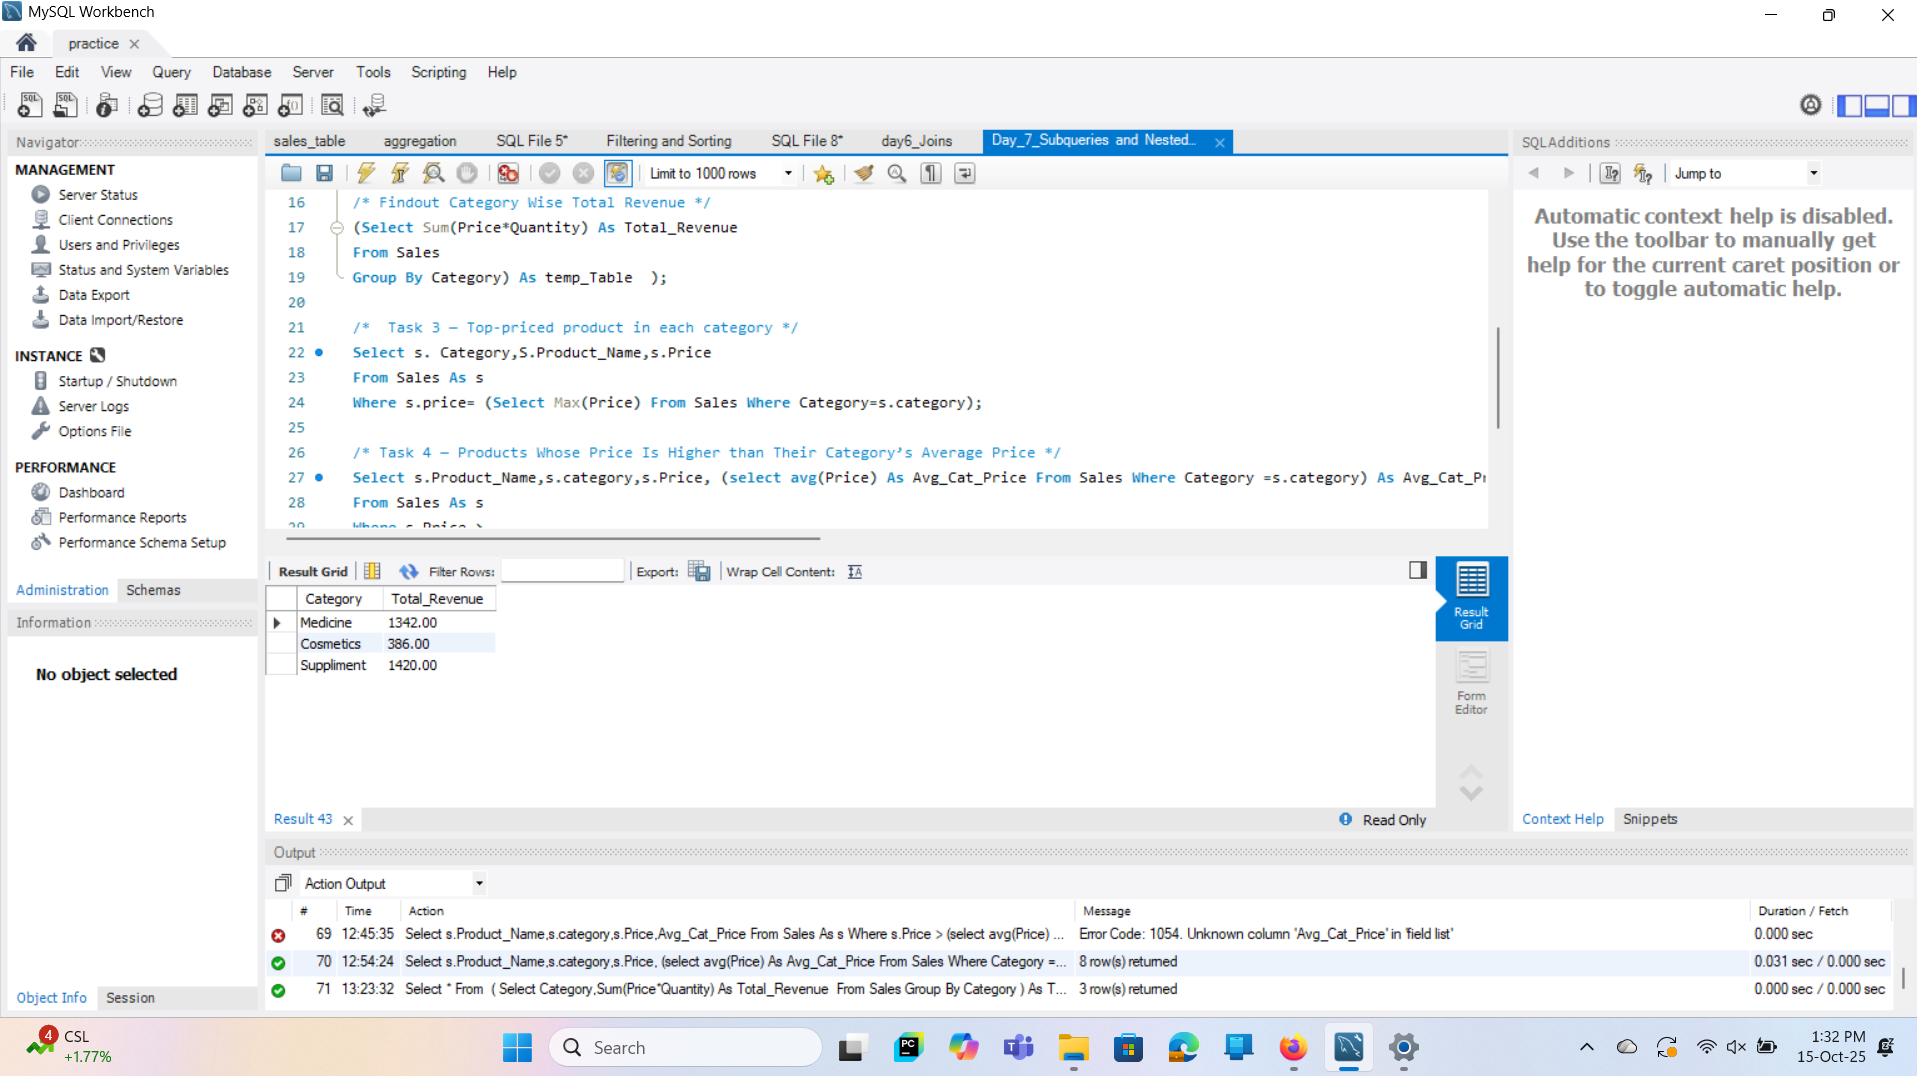 MySQL Workbench
practice
File Edit View Query Database Server Tools Scripting Help
Navigator
MANAGEMENT
Server Status
Client Connections
Users and Privileges
Status and System Variables
Data Export
Data Import/Restore
INSTANCE
Startup / Shutdown
Server Logs
Options File
PERFORMANCE
Dashboard
Performance Reports
Performance Schema Setup
Administration Schemas
Information
No object selected
Object Info Session
sales_table aggregation SQL File 5* Filtering and Sorting SQL File 8* day6_Joins Day_7_Subqueries and Nested...
Limit to 1000 rows
16 /* Findout Category Wise Total Revenue */
17 (Select Sum(Price*Quantity) As Total_Revenue
18 From Sales
19 Group By Category) As temp_Table );
20
21 /* Task 3 – Top-priced product in each category */
22 Select s. Category,S.Product_Name,s.Price
23 From Sales As s
24 Where s.price= (Select Max(Price) From Sales Where Category=s.category);
25
26 /* Task 4 – Products Whose Price Is Higher than Their Category’s Average Price */
27 Select s.Product_Name,s.category,s.Price, (select avg(Price) As Avg_Cat_Price From Sales Where Category =s.category) As Avg_Cat_Pr
28 From Sales As s
29 Where s.Price >
Result Grid Filter Rows: Export: Wrap Cell Content:
Category Total_Revenue
Medicine 1342.00
Cosmetics 386.00
Suppliment 1420.00
Result Grid
Form Editor
Result 43
Read Only
SQLAdditions
Jump to
Automatic context help is disabled.
Use the toolbar to manually get
help for the current caret position or
to toggle automatic help.
Context Help Snippets
Output
Action Output
# Time Action Message Duration / Fetch
69 12:45:35 Select s.Product_Name,s.category,s.Price,Avg_Cat_Price From Sales As s Where s.Price > (select avg(Price) ... Error Code: 1054. Unknown column 'Avg_Cat_Price' in 'field list' 0.000 sec
70 12:54:24 Select s.Product_Name,s.category,s.Price, (select avg(Price) As Avg_Cat_Price From Sales Where Category =... 8 row(s) returned 0.031 sec / 0.000 sec
71 13:23:32 Select * From ( Select Category,Sum(Price*Quantity) As Total_Revenue From Sales Group By Category ) As T... 3 row(s) returned 0.000 sec / 0.000 sec
4
CSL
+1.77%
Search
1:32 PM
15-Oct-25